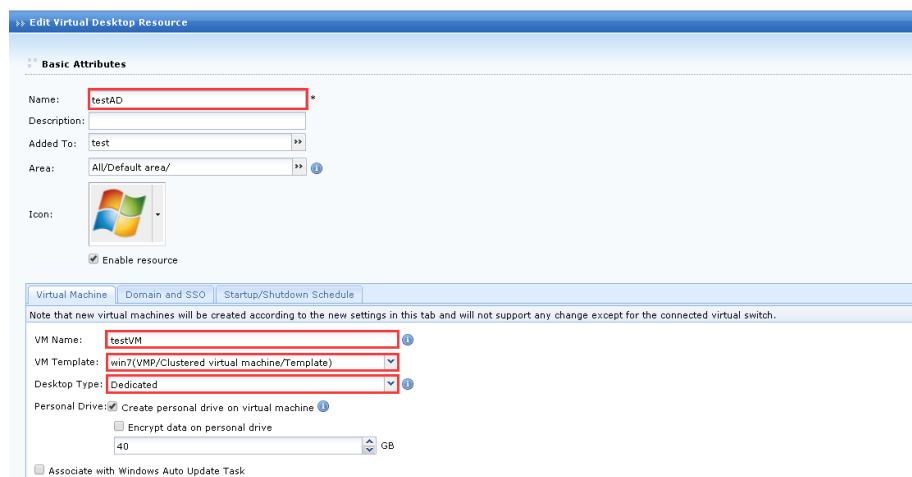 ›› Edit Virtual Desktop Resource
Basic Attributes
Name: testAD *
Description:
Added To: test ››
Area: All/Default area/ ›› i
Icon:
Enable resource
Virtual Machine Domain and SSO Startup/Shutdown Schedule
Note that new virtual machines will be created according to the new settings in this tab and will not support any change except for the connected virtual switch.
VM Name: testVM i
VM Template: win7(VMP/Clustered virtual machine/Template)
Desktop Type: Dedicated i
Personal Drive: Create personal drive on virtual machine i
Encrypt data on personal drive
40 GB
Associate with Windows Auto Update Task